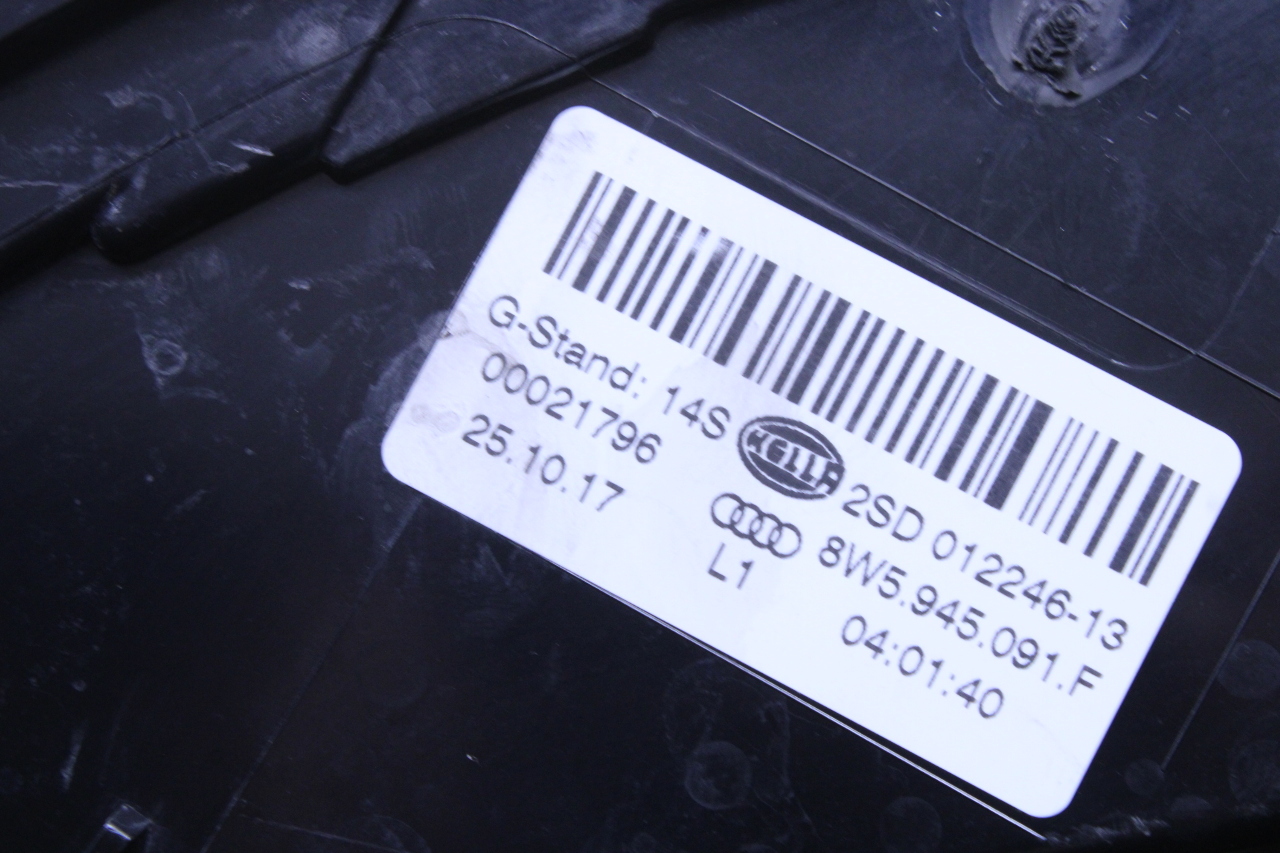 G-Stand: 14S
HELLA 2SD 012246-13
00021796
8W5.945.091.F
25.10.17
L1
04:01:40